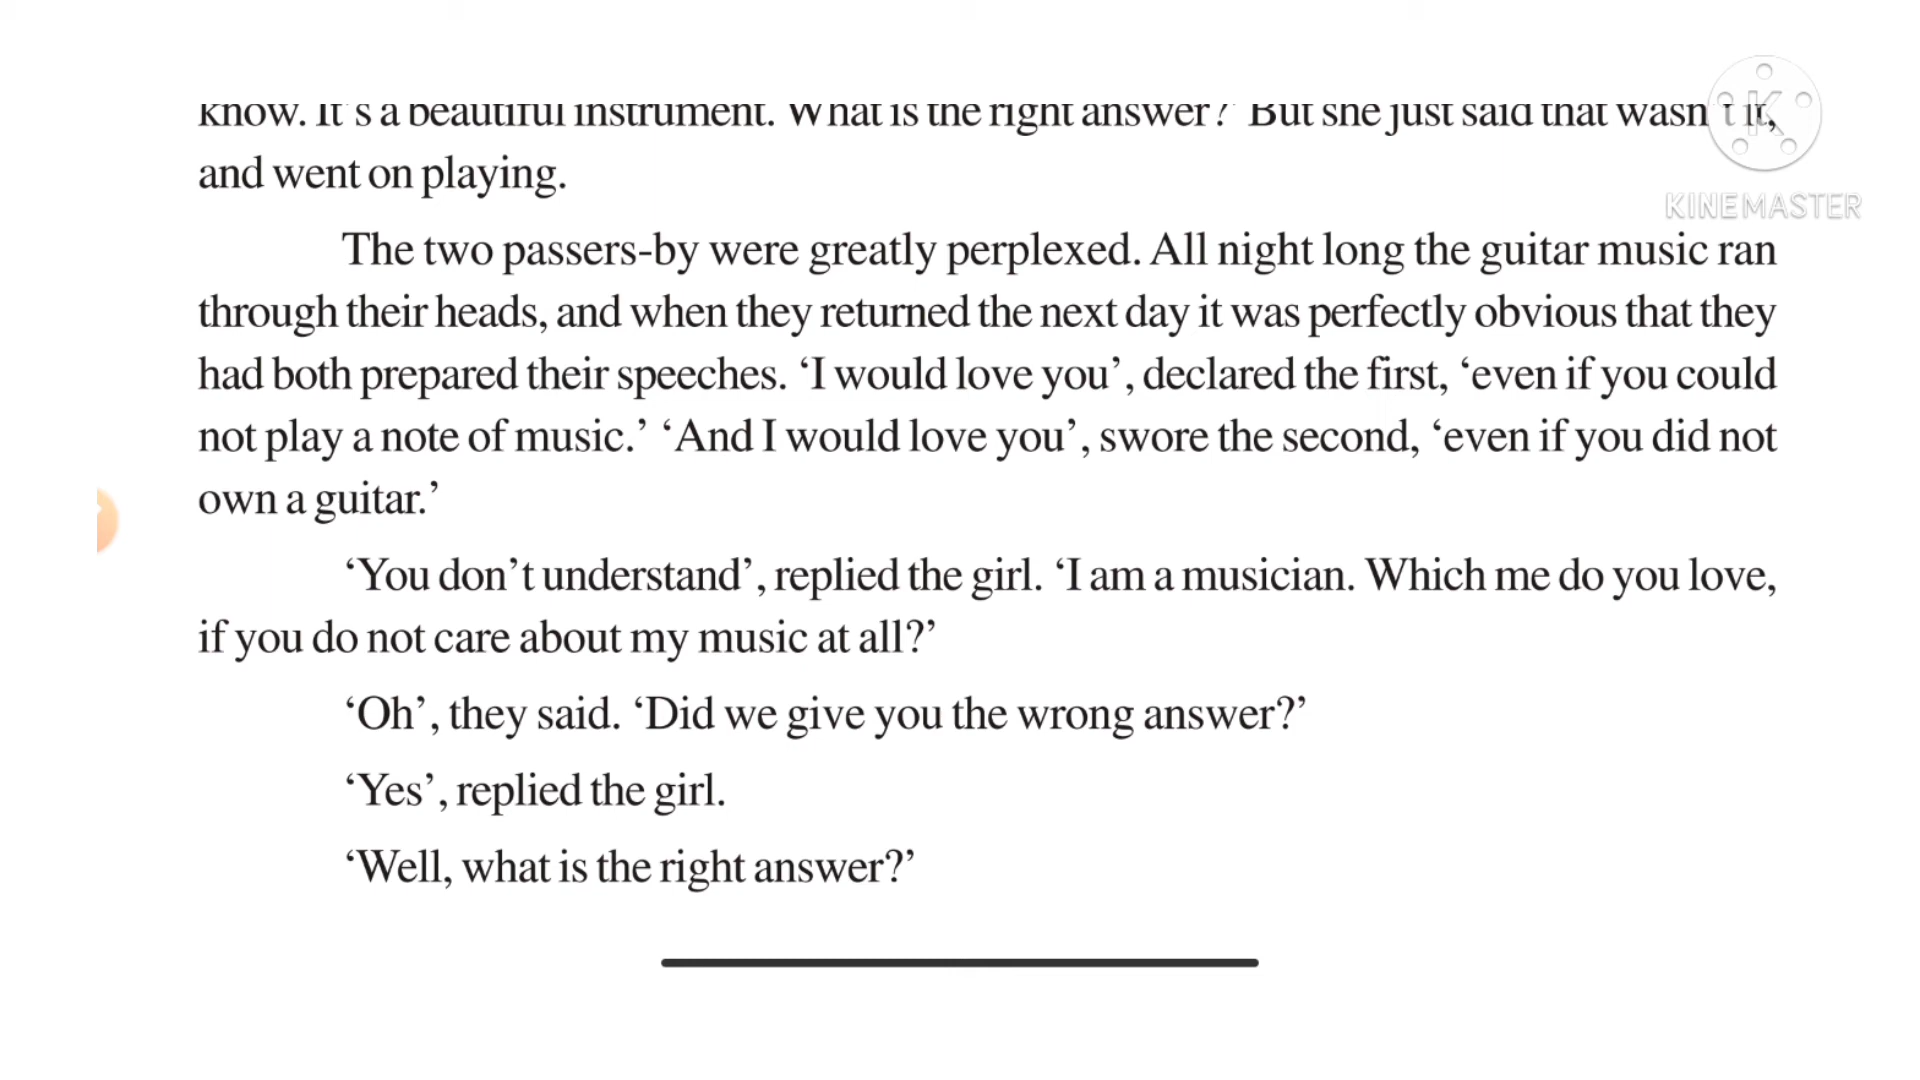 know. It’s a beautiful instrument. What is the right answer?’ But she just said that wasn’t it,
and went on playing.
The two passers-by were greatly perplexed. All night long the guitar music ran
through their heads, and when they returned the next day it was perfectly obvious that they
had both prepared their speeches. ‘I would love you’, declared the first, ‘even if you could
not play a note of music.’ ‘And I would love you’, swore the second, ‘even if you did not
own a guitar.’
‘You don’t understand’, replied the girl. ‘I am a musician. Which me do you love,
if you do not care about my music at all?’
‘Oh’, they said. ‘Did we give you the wrong answer?’
‘Yes’, replied the girl.
‘Well, what is the right answer?’
K
KINEMASTER